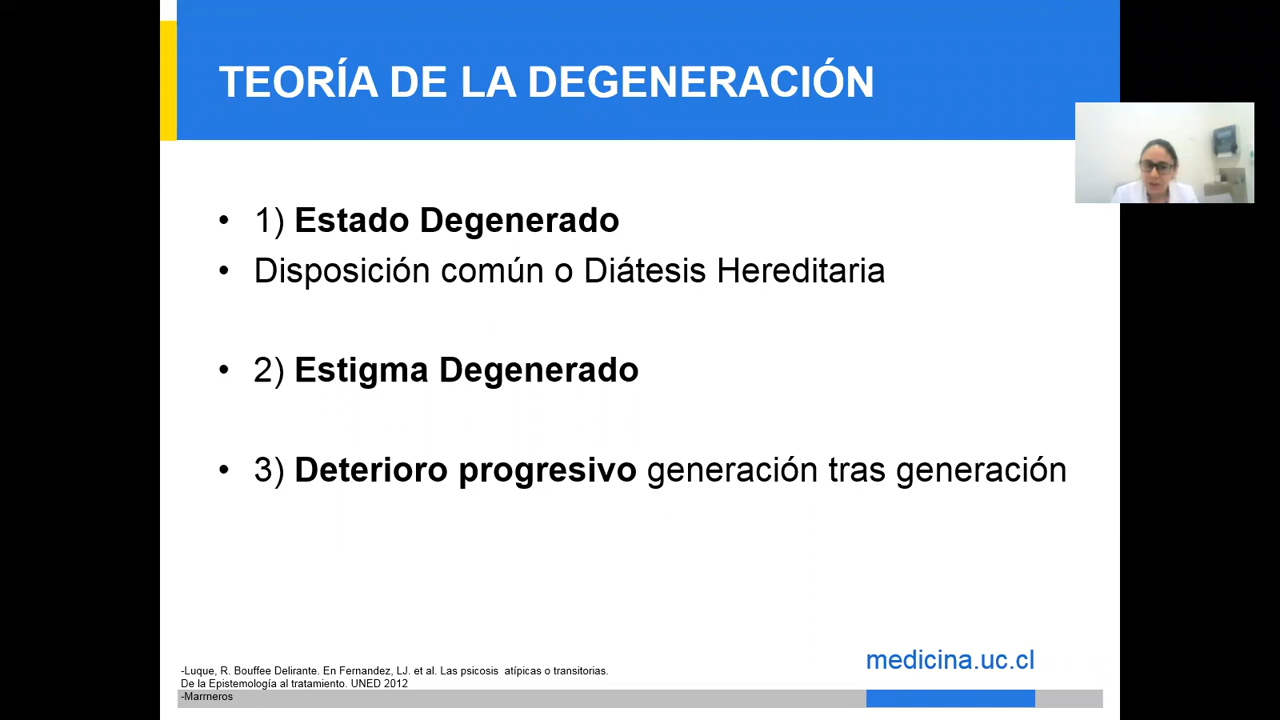 TEORÍA DE LA DEGENERACIÓN
• 1) Estado Degenerado
• Disposición común o Diátesis Hereditaria
• 2) Estigma Degenerado
• 3) Deterioro progresivo generación tras generación
medicina.uc.cl
-Luque, R. Bouffee Delirante. En Fernandez, LJ. et al. Las psicosis atípicas o transitorias.
De la Epistemología al tratamiento. UNED 2012
-Marrneros